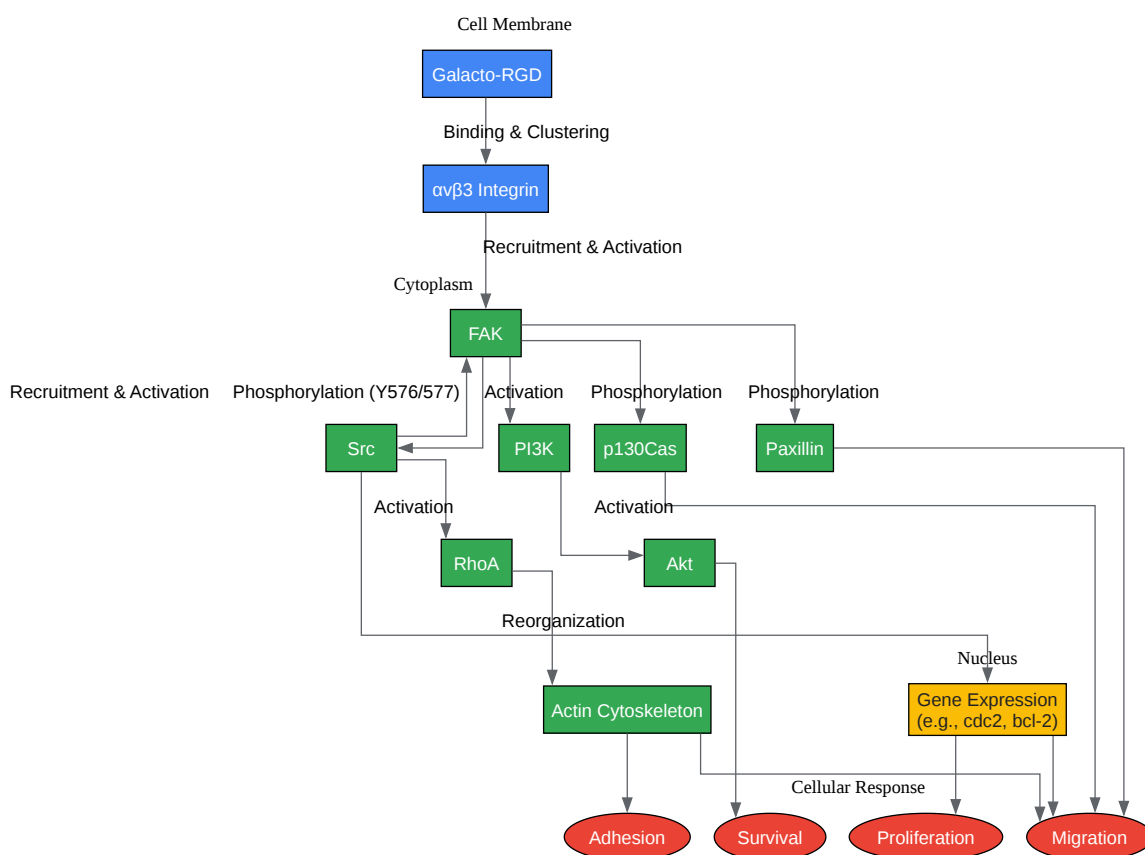 Cell Membrane
Galacto-RGD
Binding & Clustering
αvβ3 Integrin
Recruitment & Activation
Cytoplasm
FAK
Recruitment & Activation
Phosphorylation (Y576/577)
Activation
Phosphorylation
Phosphorylation
Src
PI3K
p130Cas
Paxillin
Activation
Activation
RhoA
Akt
Reorganization
Nucleus
Actin Cytoskeleton
Gene Expression
(e.g., cdc2, bcl-2)
Cellular Response
Adhesion
Survival
Proliferation
Migration